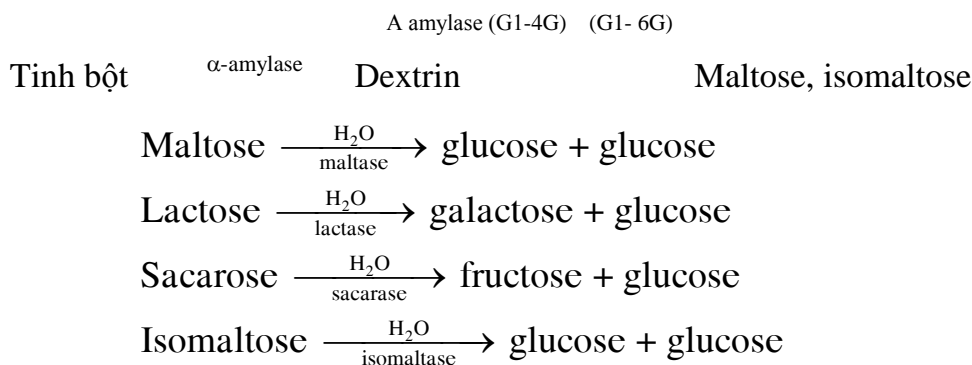 A amylase (G1-4G) (G1- 6G)
Tinh bột α-amylase Dextrin Maltose, isomaltose
Maltose H₂O maltase ⟶ glucose + glucose
Lactose H₂O lactase ⟶ galactose + glucose
Sacarose H₂O sacarase ⟶ fructose + glucose
Isomaltose H₂O isomaltase ⟶ glucose + glucose